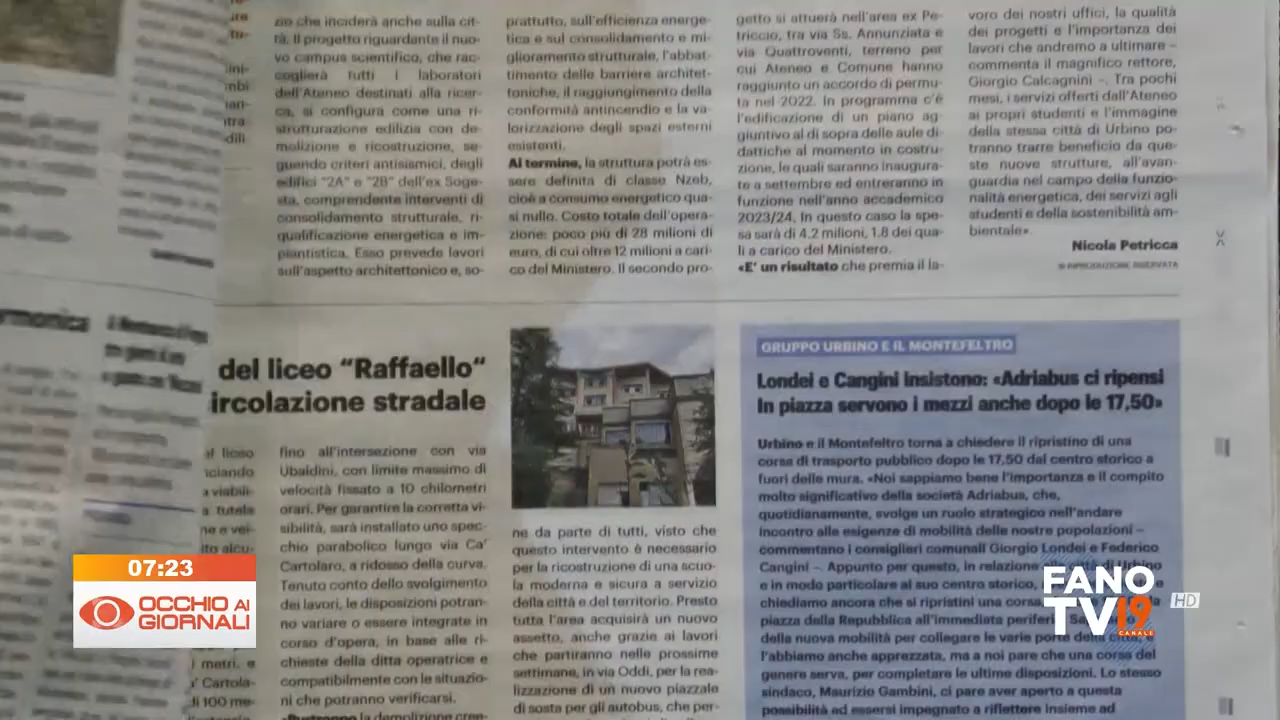 zio che inciderà anche sulla cit-
tà. Il progetto riguardante il nuo-
vo campus scientifico, che rac-
coglierà tutti i laboratori
dell'Ateneo destinati alla ricer-
ca, si configura come una ri-
strutturazione edilizia con de-
molizione e ricostruzione, se-
guendo criteri antisismici, degli
edifici "2A" e "2B" dell'ex Soge-
sta, comprendente interventi di
consolidamento strutturale, ri-
qualificazione energetica e im-
piantistica. Esso prevede lavori
sull'aspetto architettonico e, so-
prattutto, sull'efficienza energe-
tica e sul consolidamento e mi-
glioramento strutturale, l'abbat-
timento delle barriere architet-
toniche, il raggiungimento della
conformità antincendio e la va-
lorizzazione degli spazi esterni
esistenti.
Al termine, la struttura potrà es-
sere definita di classe Nzeb,
cioè a consumo energetico qua-
si nullo. Costo totale dell'opera-
zione: poco più di 28 milioni di
euro, di cui oltre 12 milioni a cari-
co del Ministero. Il secondo pro-
getto si attuerà nell'area ex Pe-
triccio, tra via Ss. Annunziata e
via Quattroventi, terreno per
cui Ateneo e Comune hanno
raggiunto un accordo di permu-
ta nel 2022. In programma c'è
l'edificazione di un piano ag-
giuntivo al di sopra delle aule di-
dattiche al momento in costru-
zione, le quali saranno inaugura-
te a settembre ed entreranno in
funzione nell'anno accademico
2023/24. In questo caso la spe-
sa sarà di 4.2 milioni, 1.8 dei qua-
li a carico del Ministero.
«E' un risultato che premia il la-
voro dei nostri uffici, la qualità
dei progetti e l'importanza dei
lavori che andremo a ultimare –
commenta il magnifico rettore,
Giorgio Calcagnini –. Tra pochi
mesi, i servizi offerti dall'Ateneo
ai propri studenti e l'immagine
della stessa città di Urbino po-
tranno trarre beneficio da que-
ste nuove strutture, all'avan-
guardia nel campo della funzio-
nalità energetica, dei servizi agli
studenti e della sostenibilità am-
bientale».
Nicola Petricca
© RIPRODUZIONE RISERVATA
del liceo "Raffaello"
ircolazione stradale
al liceo
nciando
a viabili-
a tutela
ne e vei-
ito alcu-
i metri, e
a' Cartola-
di 100 me-
fino all'intersezione con via
Ubaldini, con limite massimo di
velocità fissato a 10 chilometri
orari. Per garantire la corretta vi-
sibilità, sarà installato uno spec-
chio parabolico lungo via Ca'
Cartolaro, a ridosso della curva.
Tenuto conto dello svolgimento
dei lavori, le disposizioni potran-
no variare o essere integrate in
corso d'opera, in base alle ri-
chieste della ditta operatrice e
compatibilmente con le situazio-
ni che potranno verificarsi.
la demolizione cree-
ne da parte di tutti, visto che
questo intervento è necessario
per la ricostruzione di una scuo-
la moderna e sicura a servizio
della città e del territorio. Presto
tutta l'area acquisirà un nuovo
assetto, anche grazie ai lavori
che partiranno nelle prossime
settimane, in via Oddi, per la rea-
lizzazione di un nuovo piazzale
di sosta per gli autobus, che per-
GRUPPO URBINO E IL MONTEFELTRO
Londei e Cangini insistono: «Adriabus ci ripensi
In piazza servono i mezzi anche dopo le 17,50»
Urbino e il Montefeltro torna a chiedere il ripristino di una
corsa di trasporto pubblico dopo le 17,50 dal centro storico a
fuori delle mura. «Noi sappiamo bene l'importanza e il compito
molto significativo della società Adriabus, che,
quotidianamente, svolge un ruolo strategico nell'andare
incontro alle esigenze di mobilità delle nostre popolazioni –
commentano i consiglieri comunali Giorgio Londei e Federico
Cangini –. Appunto per questo, in relazione Urbino
e in modo particolare al suo centro storico,
chiediamo ancora che si ripristini una corsa
piazza della Repubblica all'immediata periferia.
della nuova mobilità per collegare le varie porte della città, e
l'abbiamo anche apprezzata, ma a noi pare che una corsa del
genere serva, per completare le ultime disposizioni. Lo stesso
sindaco, Maurizio Gambini, ci pare aver aperto a questa
possibilità ad essersi impegnato a riflettere insieme ad
07:23
OCCHIO AI
GIORNALI
FANO
TV19
CANALE
HD